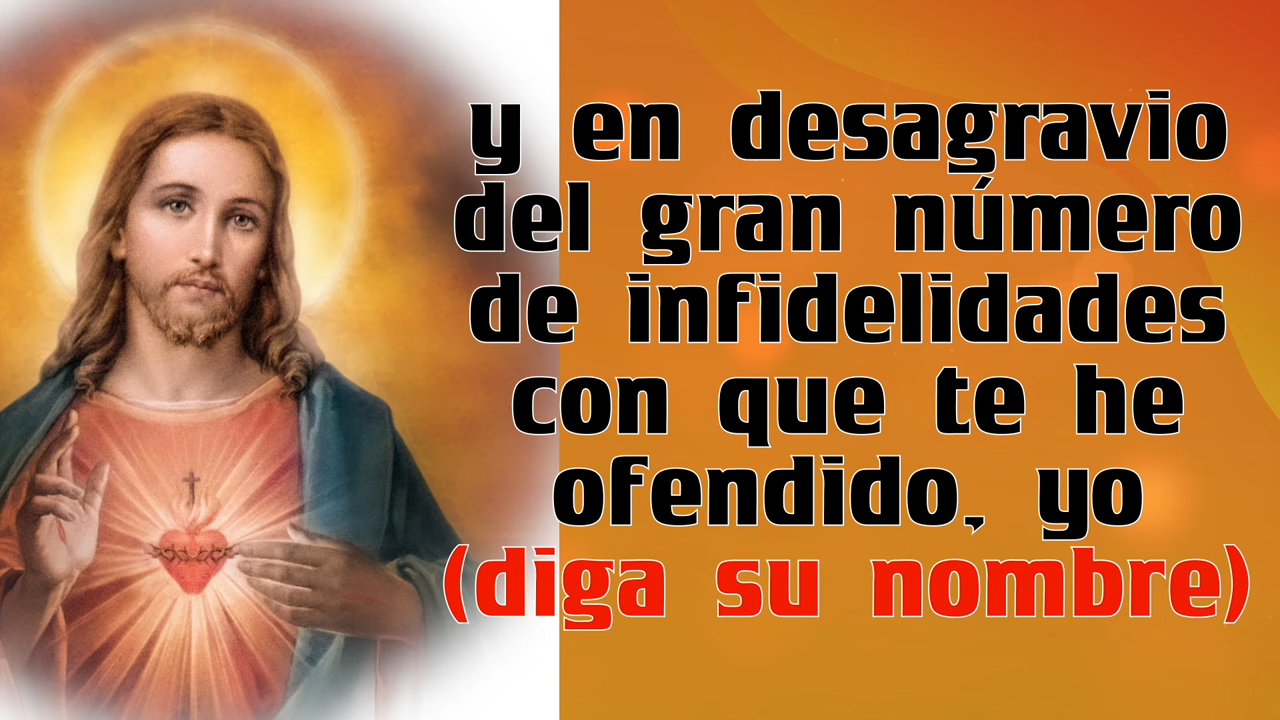 y en desagravio
del gran número
de infidelidades
con que te he
ofendido, yo
(diga su nombre)